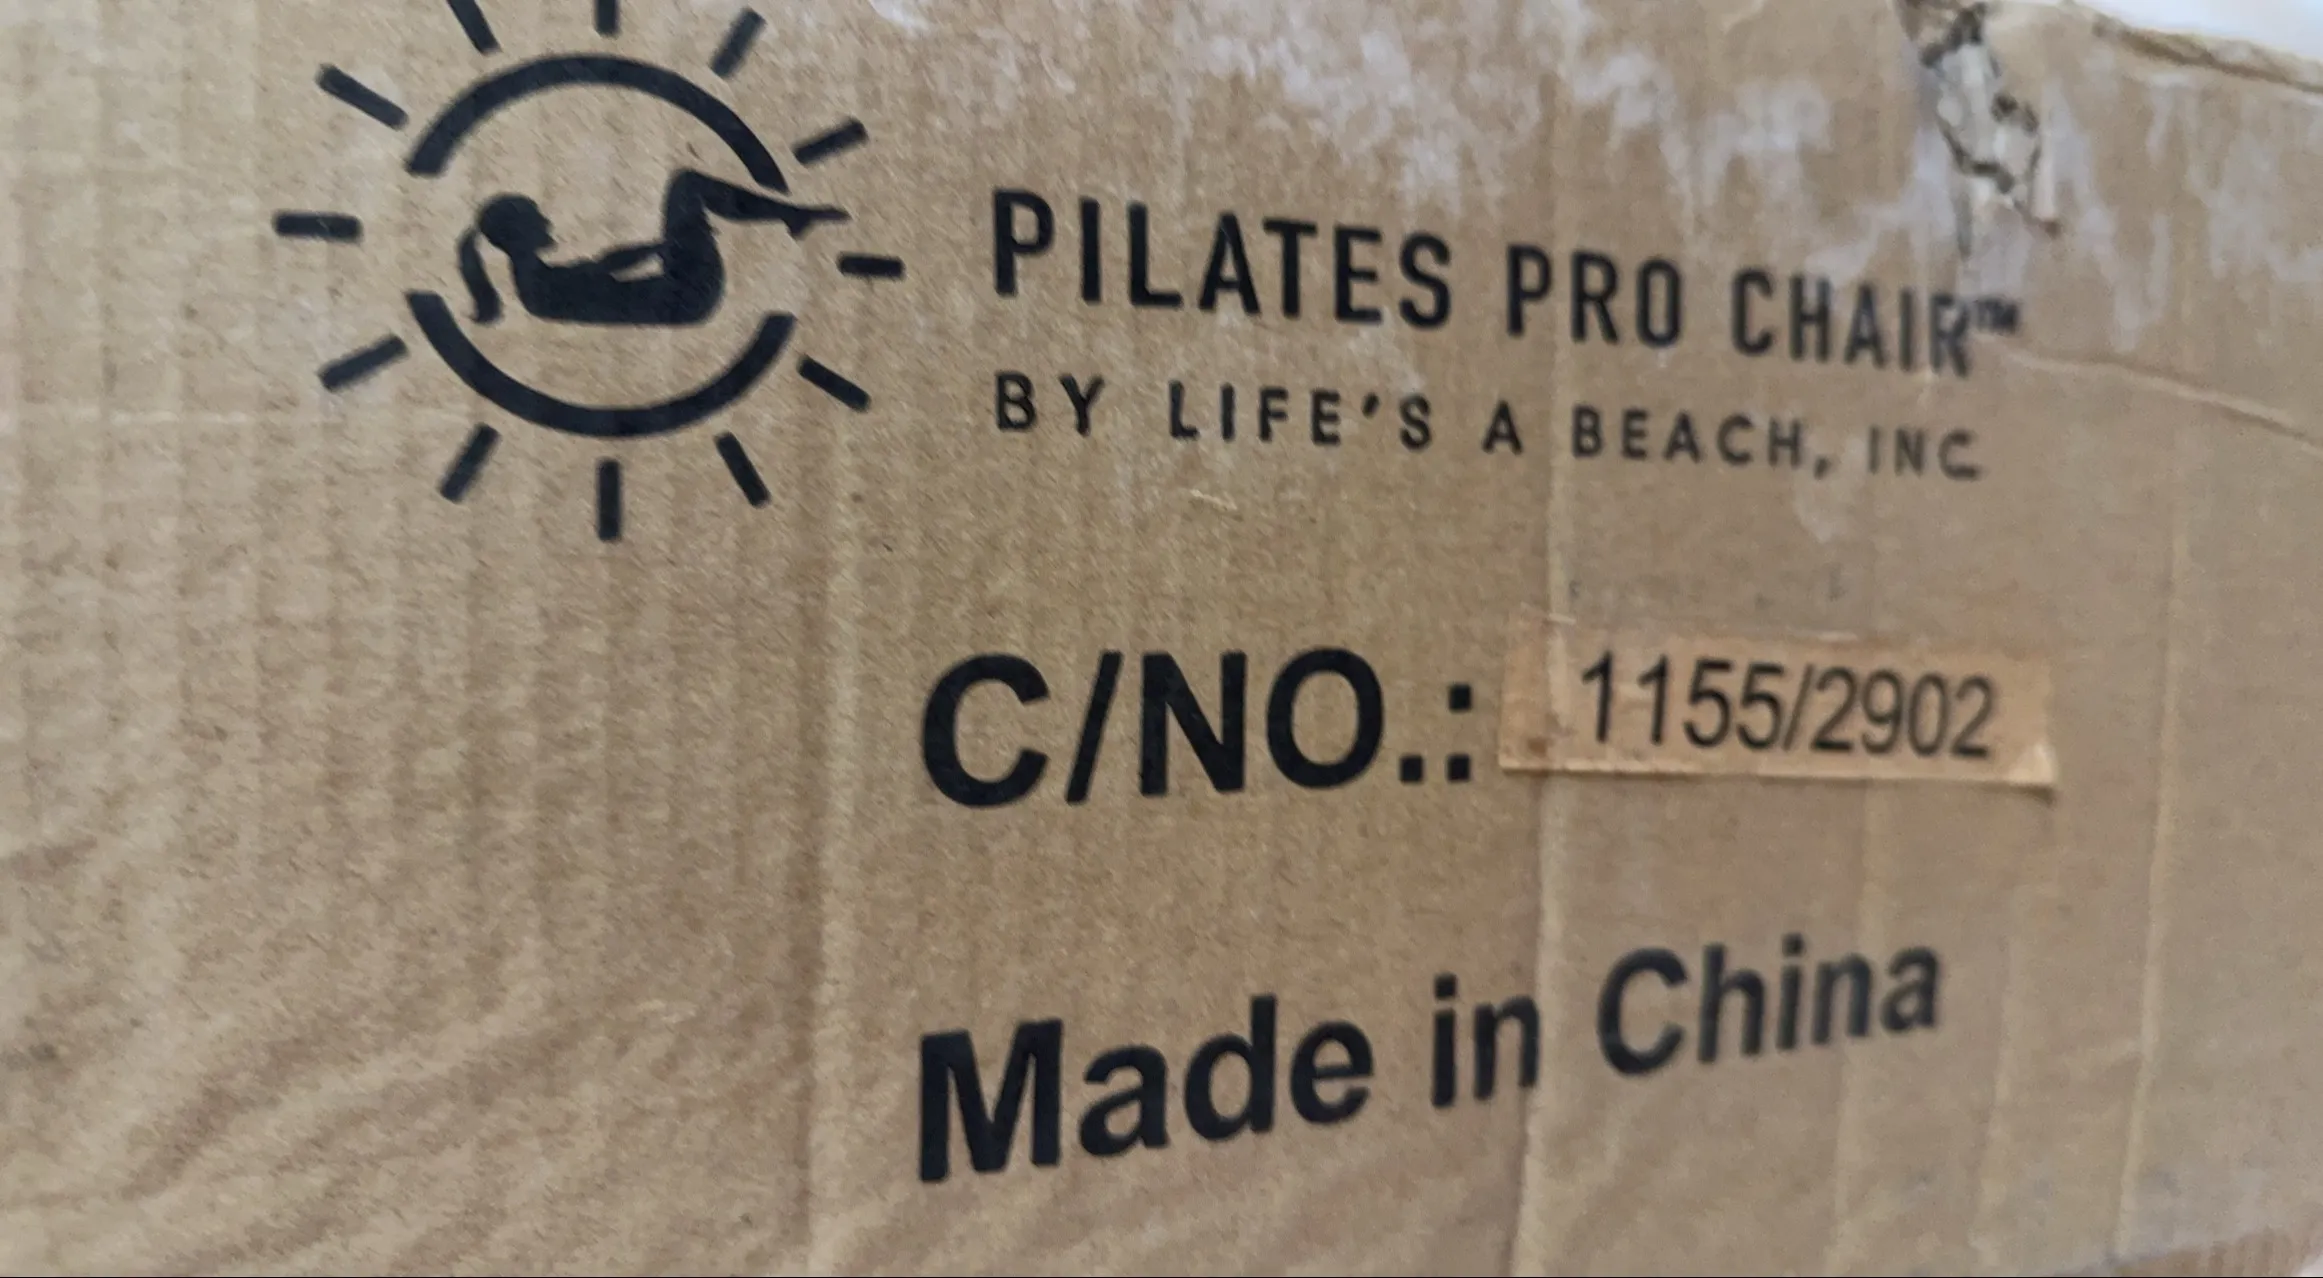 PILATES PRO CHAIR™
BY LIFE'S A BEACH, INC
C/NO.: 1155/2902
Made in China